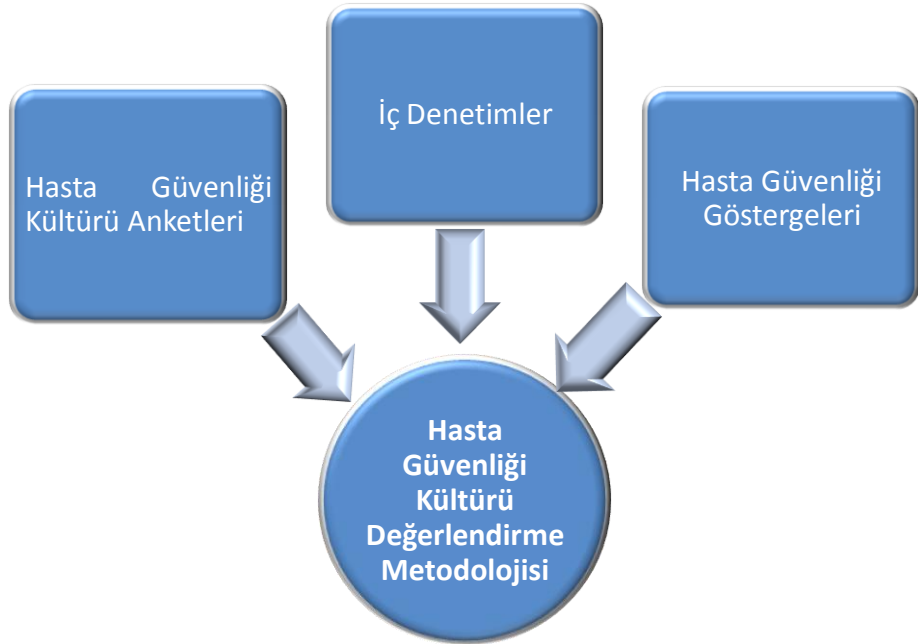 Hasta Güvenliği
Kültürü Anketleri
İç Denetimler
Hasta Güvenliği
Göstergeleri
Hasta
Güvenliği
Kültürü
Değerlendirme
Metodolojisi